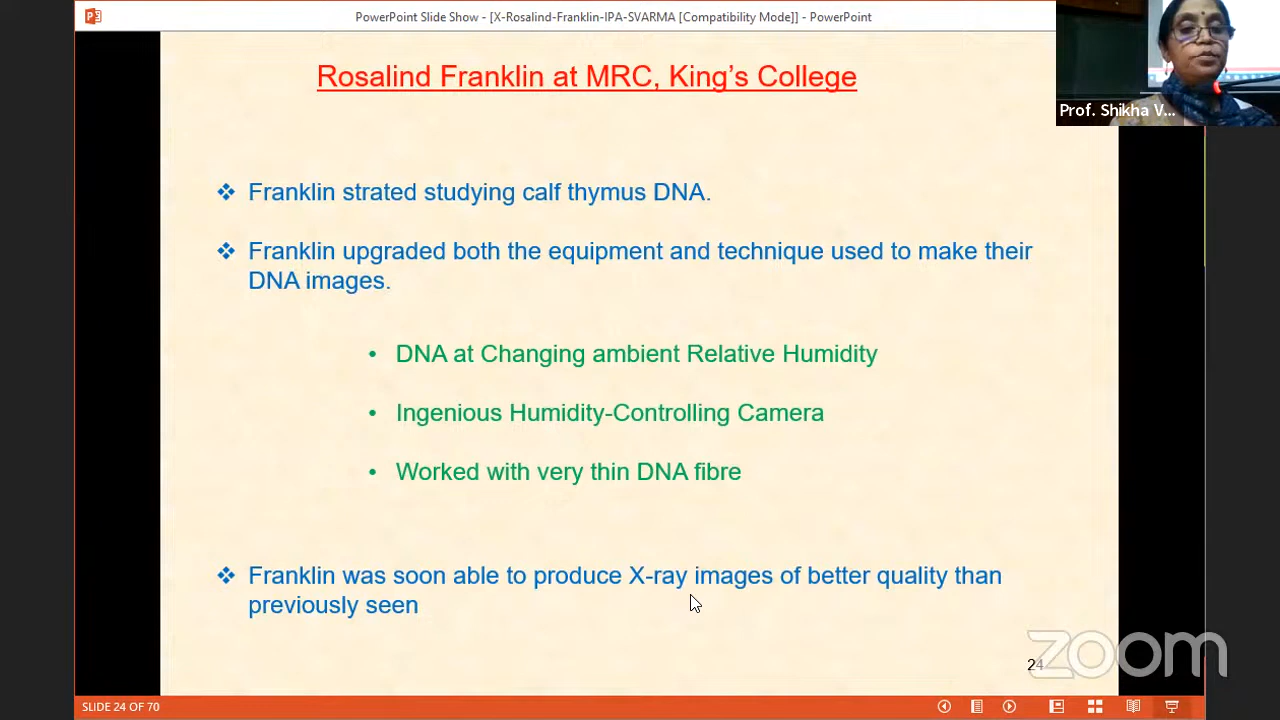 PowerPoint Slide Show - [X-Rosalind-Franklin-IPA-SVARMA [Compatibility Mode]] - PowerPoint
Prof. Shikha V...
Rosalind Franklin at MRC, King's College
❖ Franklin strated studying calf thymus DNA.
❖ Franklin upgraded both the equipment and technique used to make their
DNA images.
• DNA at Changing ambient Relative Humidity
• Ingenious Humidity-Controlling Camera
• Worked with very thin DNA fibre
❖ Franklin was soon able to produce X-ray images of better quality than
previously seen
24
zoom
SLIDE 24 OF 70